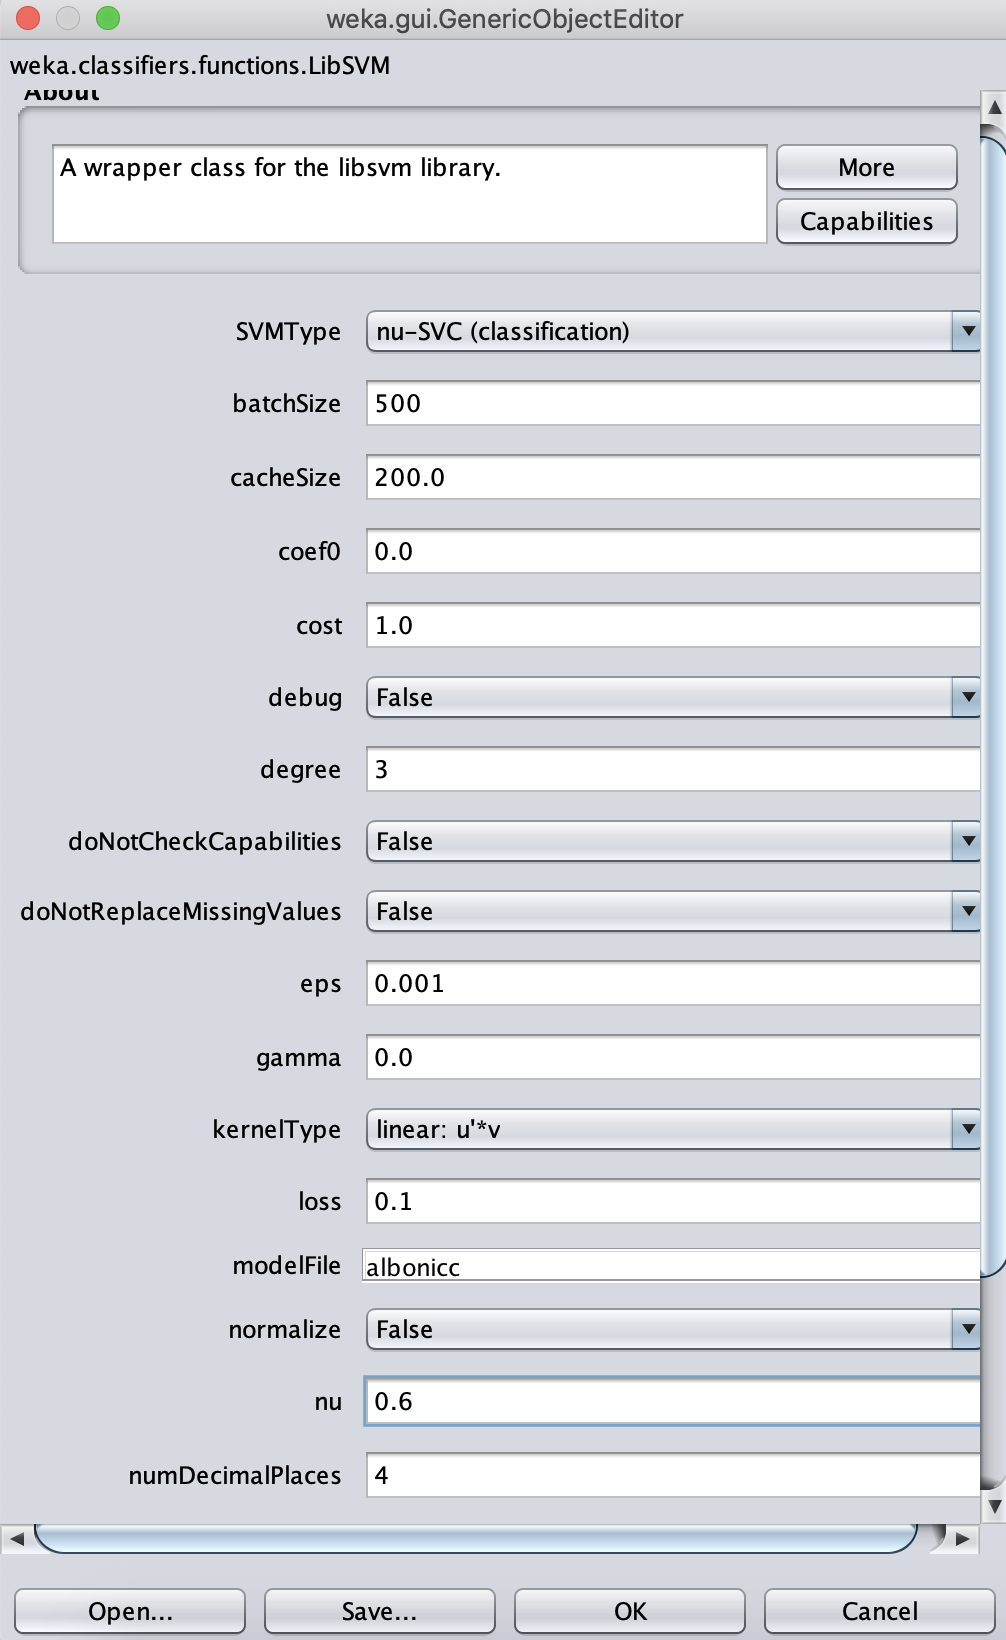 weka.gui.GenericObjectEditor
weka.classifiers.functions.LibSVM
About
A wrapper class for the libsvm library.
More
Capabilities
SVMType nu-SVC (classification)
batchSize 500
cacheSize 200.0
coef0 0.0
cost 1.0
debug False
degree 3
doNotCheckCapabilities False
doNotReplaceMissingValues False
eps 0.001
gamma 0.0
kernelType linear: u'*v
loss 0.1
modelFile albonicc
normalize False
nu 0.6
numDecimalPlaces 4
Open... Save... OK Cancel